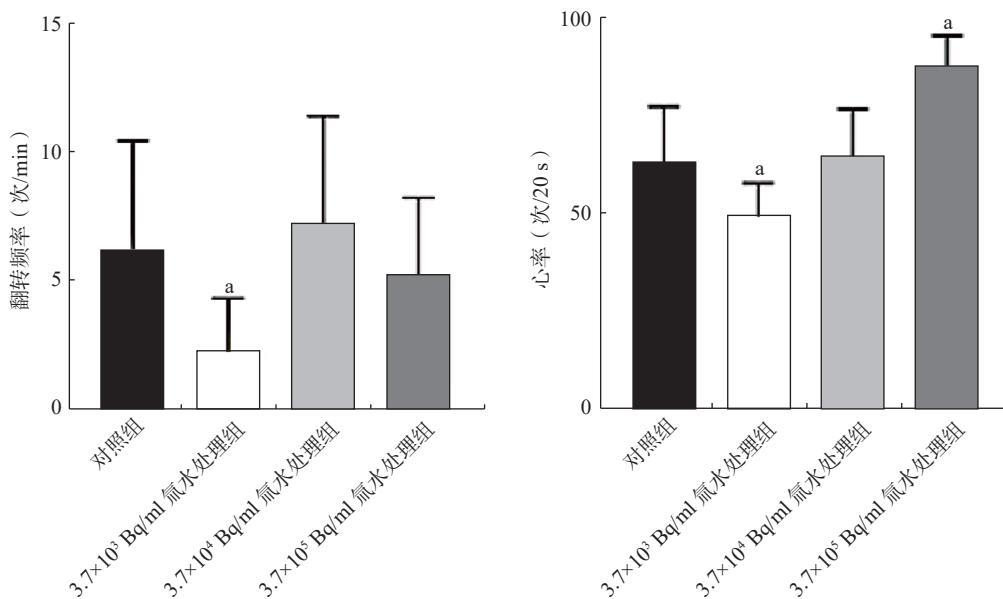 15
10
5
0
翻转频率（次/min）
a
对照组
3.7×10³ Bq/ml 氚水处理组
3.7×10⁴ Bq/ml 氚水处理组
3.7×10⁵ Bq/ml 氚水处理组
100
50
0
心率（次/20 s）
a
a
对照组
3.7×10³ Bq/ml 氚水处理组
3.7×10⁴ Bq/ml 氚水处理组
3.7×10⁵ Bq/ml 氚水处理组